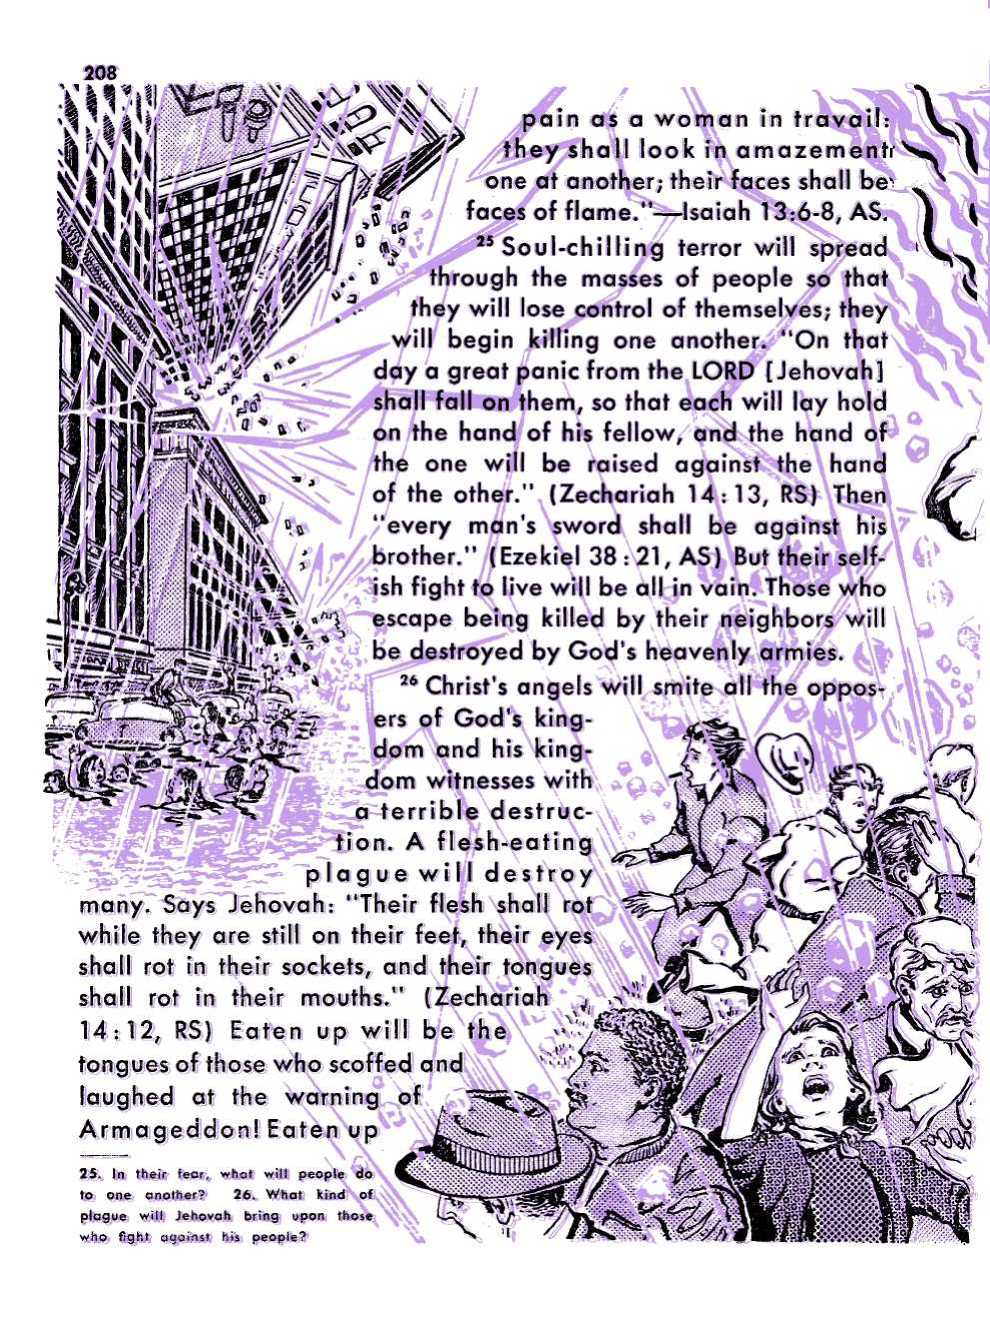 208
HOTEL
pain as a woman in travail:
they shall look in amazement
one at another; their faces shall be
faces of flame."—Isaiah 13:6-8, AS.
25 Soul-chilling terror will spread
through the masses of people so that
they will lose control of themselves; they
will begin killing one another. "On that
day a great panic from the LORD [Jehovah]
shall fall on them, so that each will lay hold
on the hand of his fellow, and the hand of
the one will be raised against the hand
of the other." (Zechariah 14:13, RS) Then
"every man's sword shall be against his
brother." (Ezekiel 38:21, AS) But their self-
ish fight to live will be all in vain. Those who
escape being killed by their neighbors will
be destroyed by God's heavenly armies.
26 Christ's angels will smite all the oppos-
ers of God's king-
dom and his king-
dom witnesses with
a terrible destruc-
tion. A flesh-eating
plague will destroy
many. Says Jehovah: "Their flesh shall rot
while they are still on their feet, their eyes
shall rot in their sockets, and their tongues
shall rot in their mouths." (Zechariah
14:12, RS) Eaten up will be the
tongues of those who scoffed and
laughed at the warning of
Armageddon! Eaten up
25. In their fear, what will people do
to one another? 26. What kind of
plague will Jehovah bring upon those
who fight against his people?